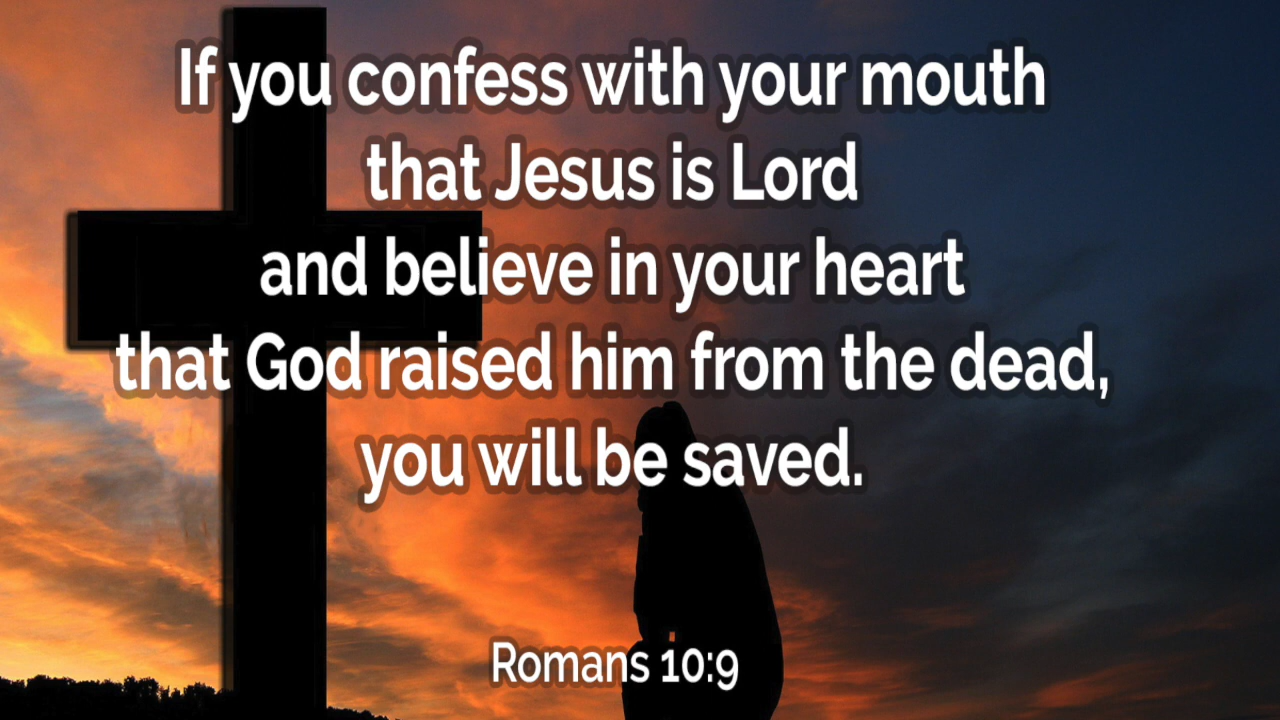 If you confess with your mouth
that Jesus is Lord
and believe in your heart
that God raised him from the dead,
you will be saved.
Romans 10:9